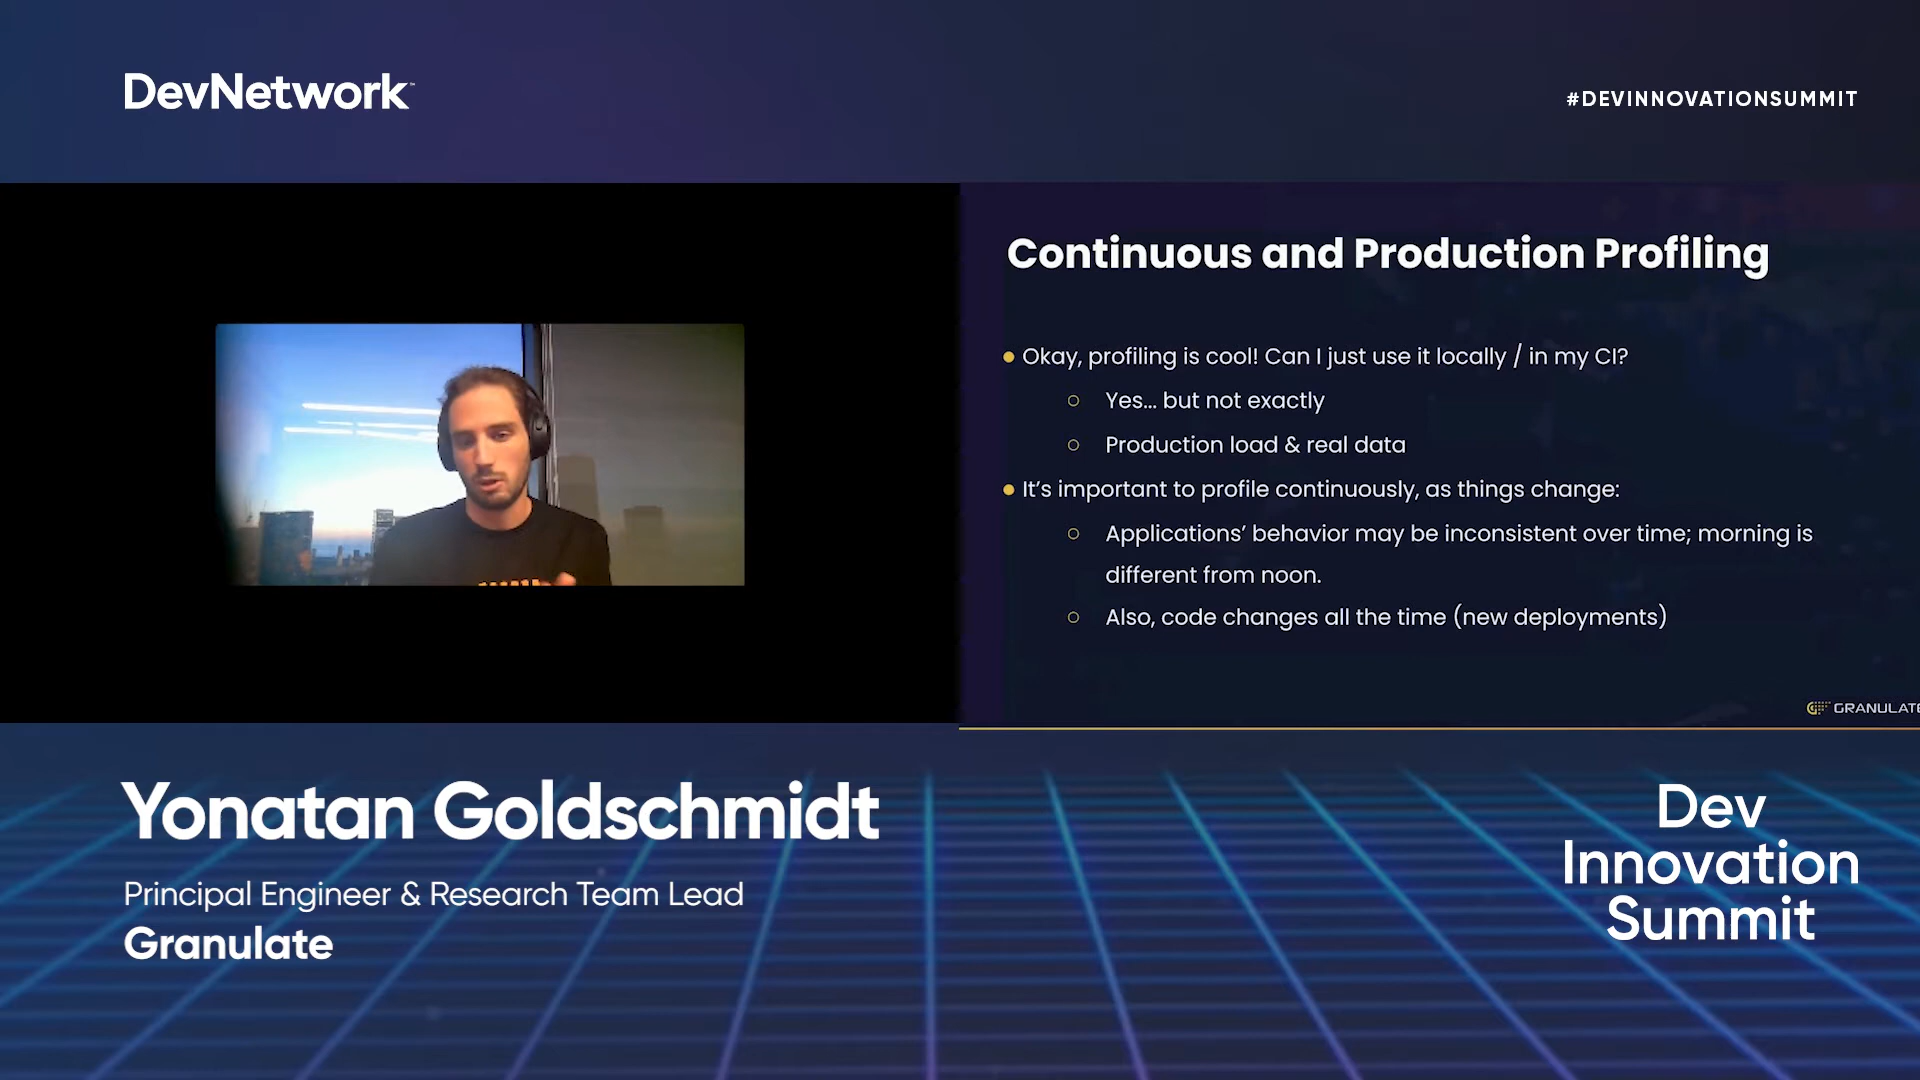 DevNetwork™
#DEVINNOVATIONSUMMIT
Continuous and Production Profiling
● Okay, profiling is cool! Can I just use it locally / in my CI?
○ Yes... but not exactly
○ Production load & real data
● It's important to profile continuously, as things change:
○ Applications' behavior may be inconsistent over time; morning is
different from noon.
○ Also, code changes all the time (new deployments)
GRANULATE
Yonatan Goldschmidt
Principal Engineer & Research Team Lead
Granulate
Dev
Innovation
Summit